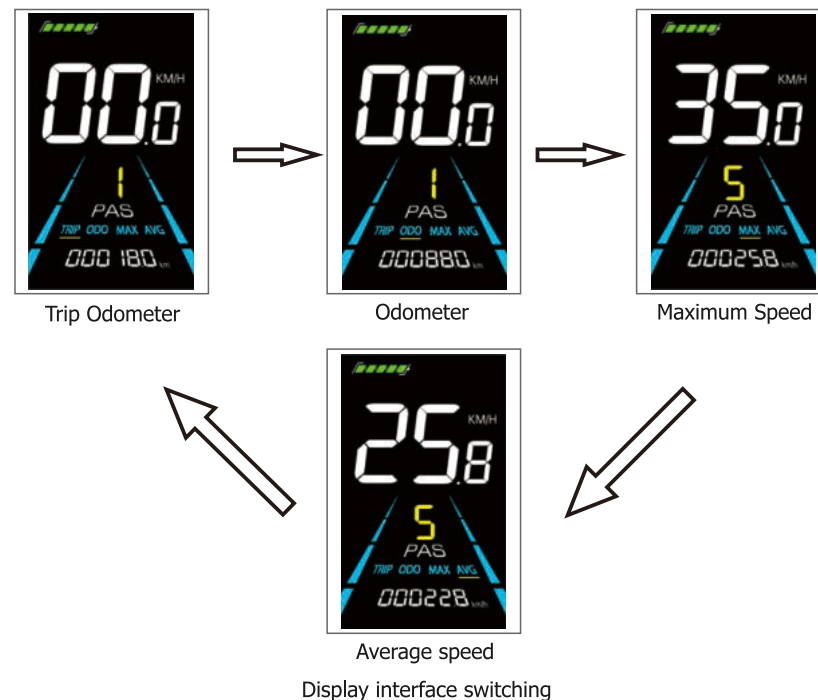 KM/H
00.0
1
PAS
TRIP ODO MAX AVG
000180 km
Trip Odometer
KM/H
00.0
1
PAS
TRIP ODO MAX AVG
000880 km
Odometer
KM/H
35.0
5
PAS
TRIP ODO MAX AVG
000258 km/h
Maximum Speed
KM/H
25.8
5
PAS
TRIP ODO MAX AVG
000228 km/h
Average speed
Display interface switching